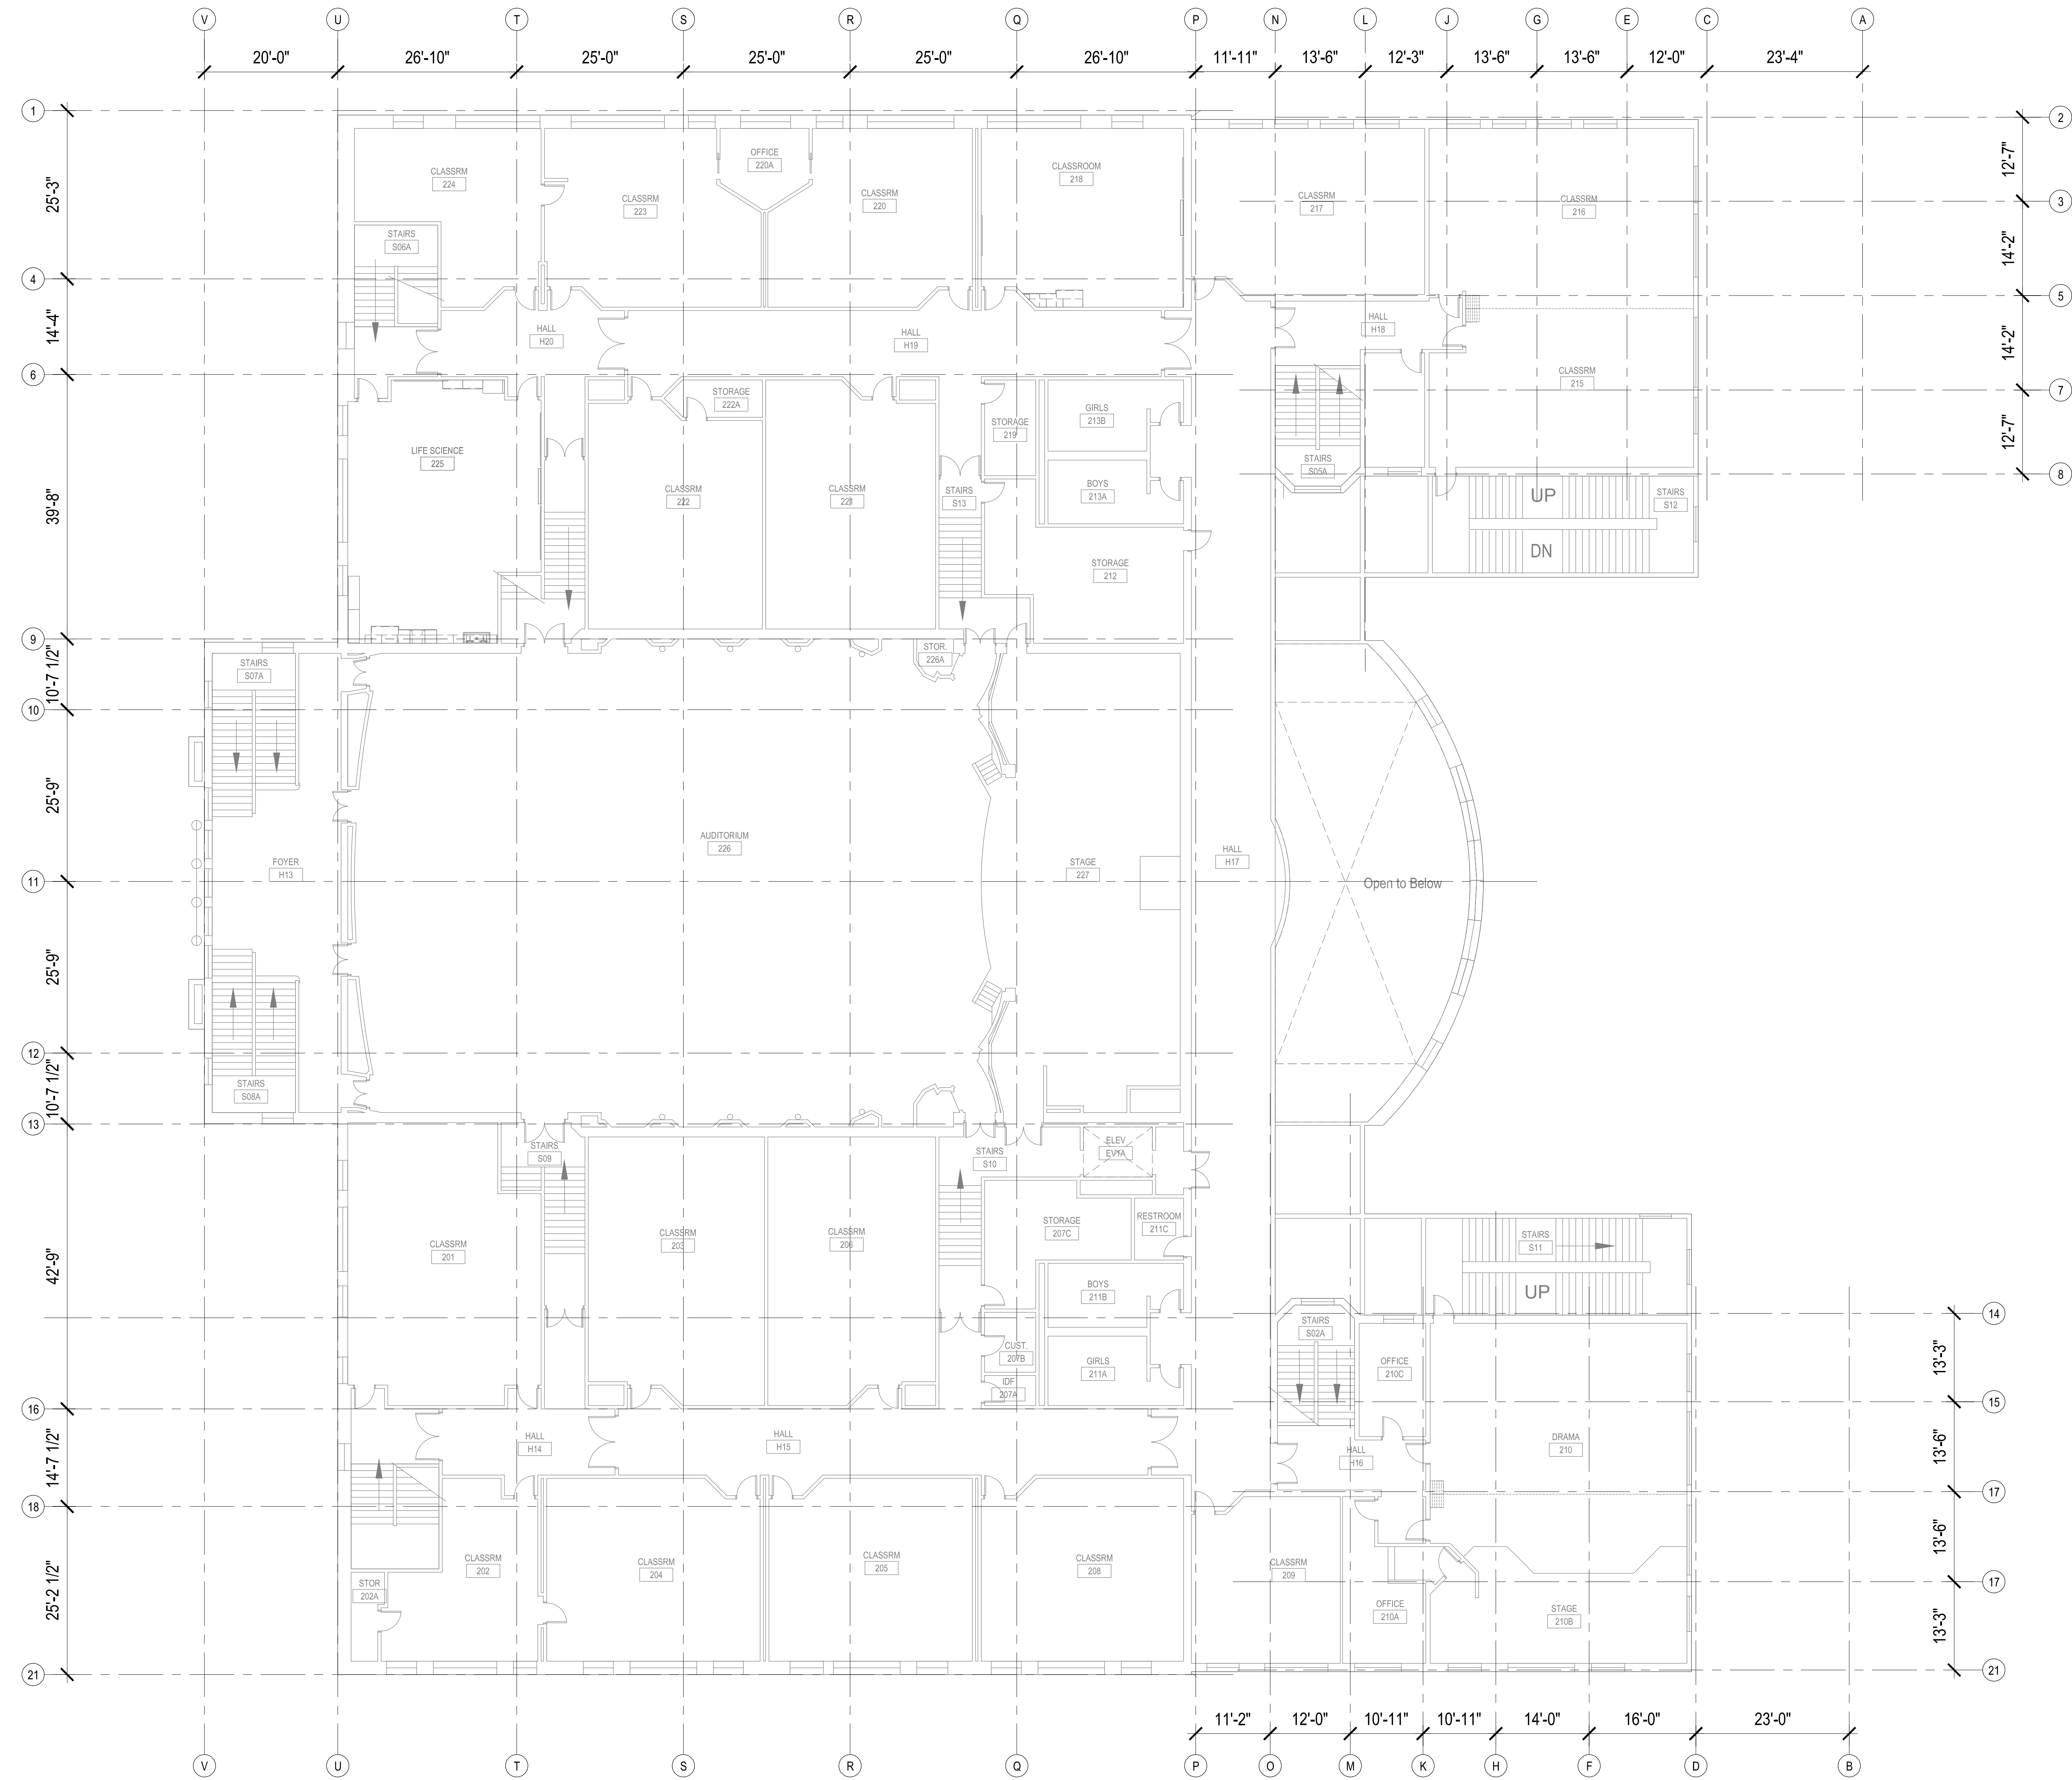 V U T S R Q P N L J G E C A
20'-0" 26'-10" 25'-0" 25'-0" 25'-0" 26'-10" 11'-11" 13'-6" 12'-3" 13'-6" 13'-6" 12'-0" 23'-4"
1
2
12'-7"
OFFICE
220A
CLASSRM
224
CLASSROOM
218
25'-3"
CLASSRM
223
CLASSRM
220
CLASSRM
217
CLASSRM
216
3
STAIRS
S06A
14'-2"
4
5
14'-4"
HALL
H20
HALL
H19
HALL
H18
14'-2"
6
CLASSRM
215
7
STORAGE
222A
GIRLS
213B
STORAGE
219
12'-7"
LIFE SCIENCE
225
STAIRS
S05A
8
39'-8"
CLASSRM
222
CLASSRM
221
STAIRS
S13
BOYS
213A
UP
STAIRS
S12
DN
STORAGE
212
9
10'-7 1/2"
STAIRS
S07A
STOR.
226A
10
25'-9"
AUDITORIUM
226
FOYER
H13
STAGE
227
HALL
H17
11
Open to Below
25'-9"
12
10'-7 1/2"
STAIRS
S08A
13
STAIRS
S09
STAIRS
S10
ELEV
EV1A
42'-9"
CLASSRM
201
CLASSRM
203
CLASSRM
206
STORAGE
207C
RESTROOM
211C
STAIRS
S11
UP
BOYS
211B
14
STAIRS
S02A
13'-3"
CUST.
207B
GIRLS
211A
OFFICE
210C
IDF
207A
16
15
14'-7 1/2"
HALL
H14
HALL
H15
HALL
H16
DRAMA
210
13'-6"
17
18
25'-2 1/2"
STOR
202A
CLASSRM
202
CLASSRM
204
CLASSRM
205
CLASSRM
208
CLASSRM
209
13'-6"
17
OFFICE
210A
STAGE
210B
13'-3"
21
21
11'-2" 12'-0" 10'-11" 10'-11" 14'-0" 16'-0" 23'-0"
V U T S R Q P O M K H F D B